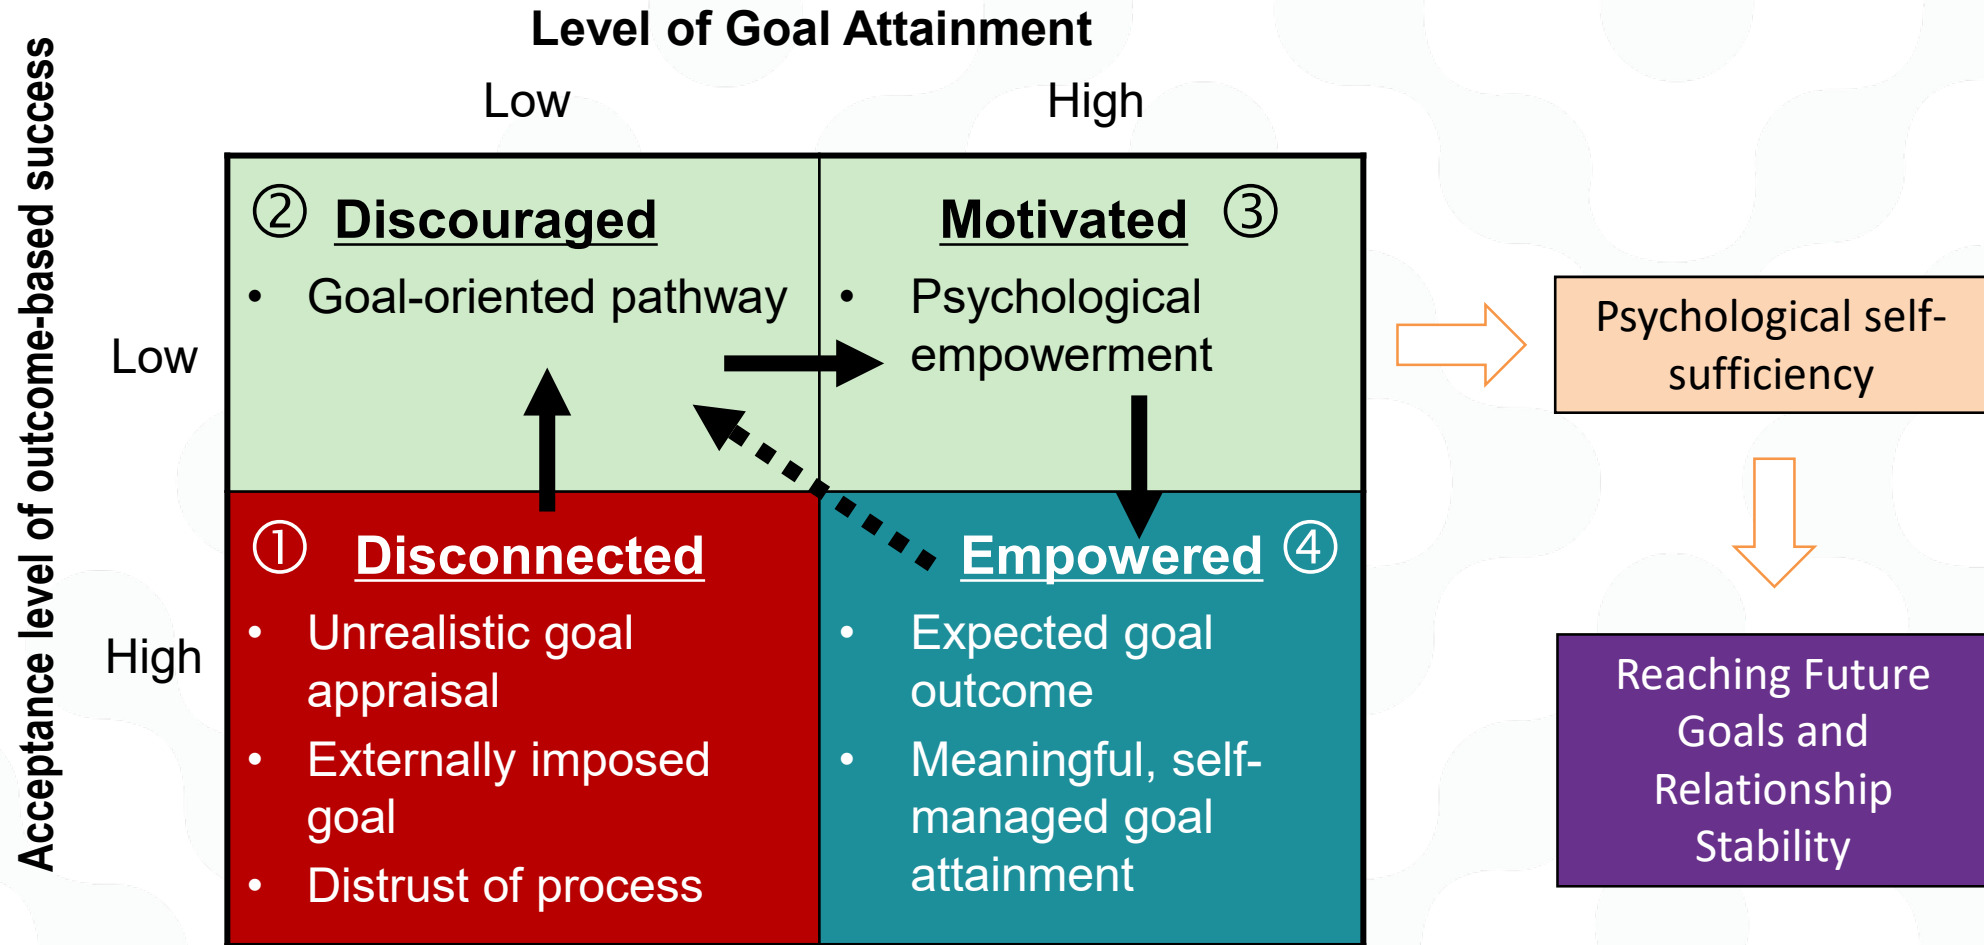 Level of Goal Attainment
Low
High
Acceptance level of outcome-based success
Low
High
② Discouraged
• Goal-oriented pathway
Motivated ③
• Psychological
empowerment
① Disconnected
• Unrealistic goal
appraisal
• Externally imposed
goal
• Distrust of process
Empowered ④
• Expected goal
outcome
• Meaningful, self-
managed goal
attainment
Psychological self-
sufficiency
Reaching Future
Goals and
Relationship
Stability